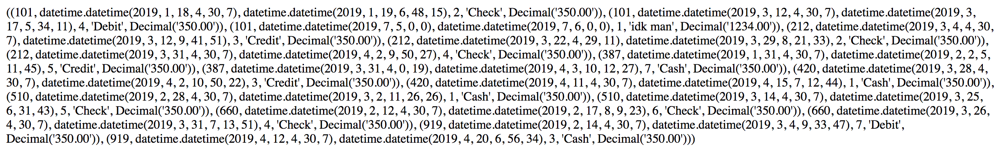 ((101, datetime.datetime(2019, 1, 18, 4, 30, 7), datetime.datetime(2019, 1, 19, 6, 48, 15), 2, 'Check', Decimal('350.00')), (101, datetime.datetime(2019, 3, 12, 4, 30, 7), datetime.datetime(2019, 3,
17, 5, 34, 11), 4, 'Debit', Decimal('350.00')), (101, datetime.datetime(2019, 7, 5, 0, 0), datetime.datetime(2019, 7, 6, 0, 0), 1, 'idk man', Decimal('1234.00')), (212, datetime.datetime(2019, 3, 4, 4, 30,
7), datetime.datetime(2019, 3, 12, 9, 41, 51), 3, 'Credit', Decimal('350.00')), (212, datetime.datetime(2019, 3, 22, 4, 29, 11), datetime.datetime(2019, 3, 29, 8, 21, 33), 2, 'Check', Decimal('350.00')),
(212, datetime.datetime(2019, 3, 31, 4, 30, 7), datetime.datetime(2019, 4, 2, 9, 50, 27), 4, 'Check', Decimal('350.00')), (387, datetime.datetime(2019, 1, 31, 4, 30, 7), datetime.datetime(2019, 2, 2, 5,
11, 45), 5, 'Credit', Decimal('350.00')), (387, datetime.datetime(2019, 3, 31, 4, 0, 19), datetime.datetime(2019, 4, 3, 10, 12, 27), 7, 'Cash', Decimal('350.00')), (420, datetime.datetime(2019, 3, 28, 4,
30, 7), datetime.datetime(2019, 4, 2, 10, 50, 22), 3, 'Credit', Decimal('350.00')), (420, datetime.datetime(2019, 4, 11, 4, 30, 7), datetime.datetime(2019, 4, 15, 7, 12, 44), 1, 'Cash', Decimal('350.00')),
(510, datetime.datetime(2019, 2, 28, 4, 30, 7), datetime.datetime(2019, 3, 2, 11, 26, 26), 1, 'Cash', Decimal('350.00')), (510, datetime.datetime(2019, 3, 14, 4, 30, 7), datetime.datetime(2019, 3, 25,
6, 31, 43), 5, 'Check', Decimal('350.00')), (660, datetime.datetime(2019, 2, 12, 4, 30, 7), datetime.datetime(2019, 2, 17, 8, 9, 23), 6, 'Check', Decimal('350.00')), (660, datetime.datetime(2019, 3, 26,
4, 30, 7), datetime.datetime(2019, 3, 31, 7, 13, 51), 4, 'Check', Decimal('350.00')), (919, datetime.datetime(2019, 2, 14, 4, 30, 7), datetime.datetime(2019, 3, 4, 9, 33, 47), 7, 'Debit',
Decimal('350.00')), (919, datetime.datetime(2019, 4, 12, 4, 30, 7), datetime.datetime(2019, 4, 20, 6, 56, 34), 3, 'Cash', Decimal('350.00')))